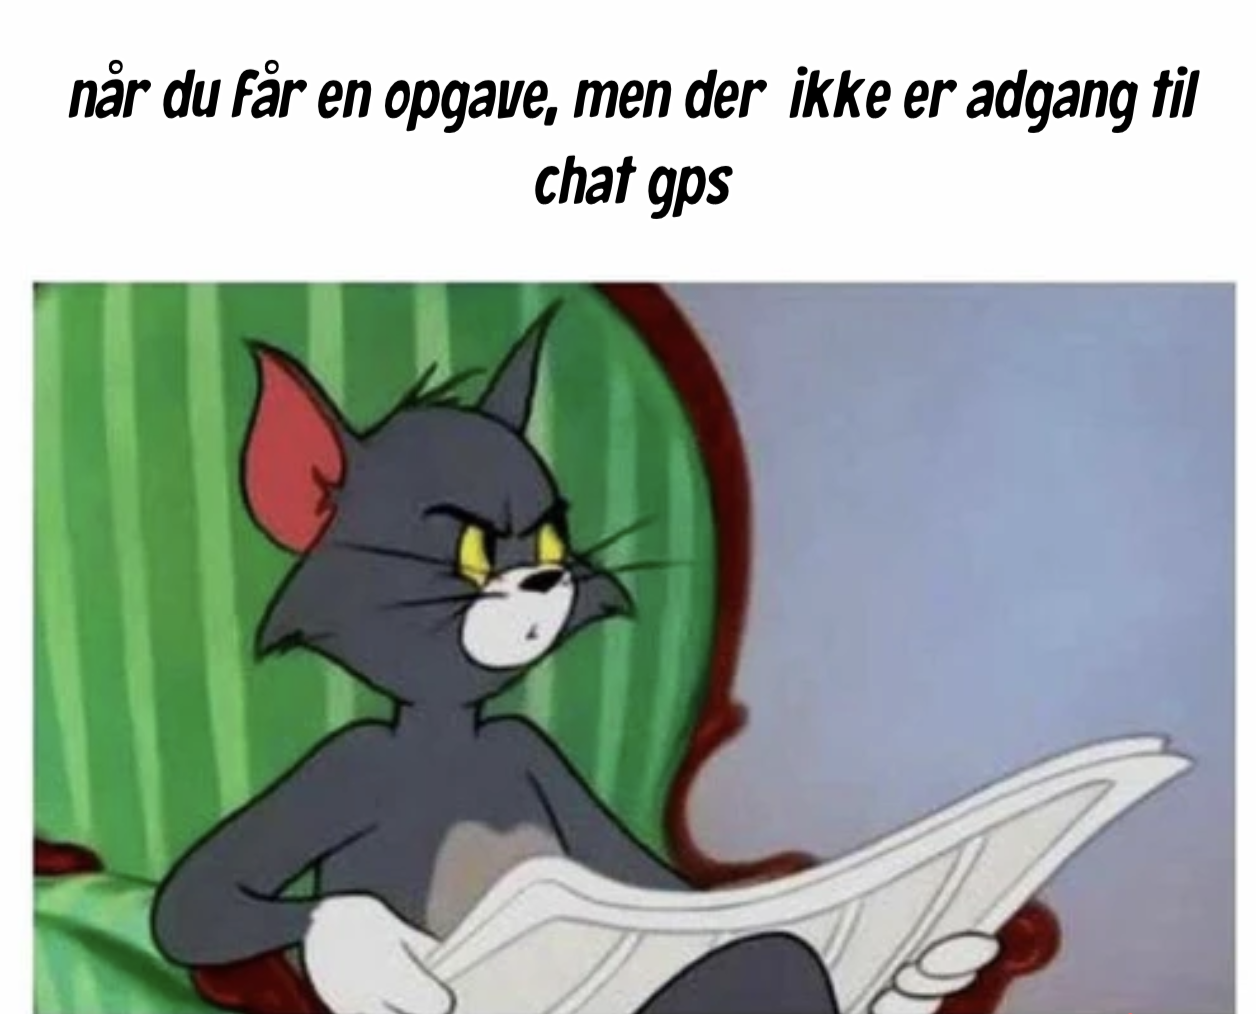 når du får en opgave, men der ikke er adgang til
chat gps